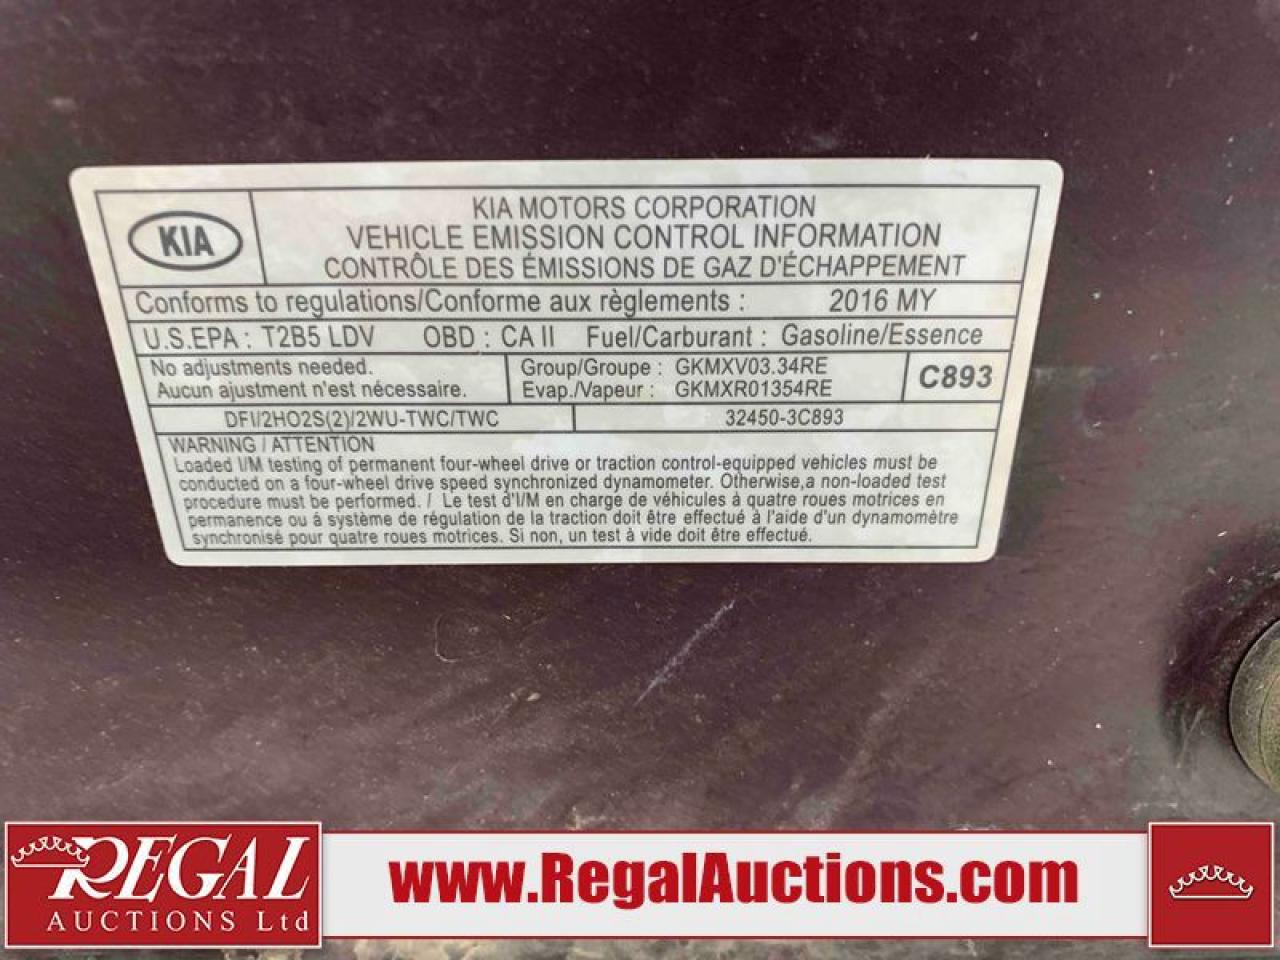 KIA
KIA MOTORS CORPORATION
VEHICLE EMISSION CONTROL INFORMATION
CONTRÔLE DES ÉMISSIONS DE GAZ D'ÉCHAPPEMENT
Conforms to regulations/Conforme aux règlements : 2016 MY
U.S.EPA : T2B5 LDV OBD : CA II Fuel/Carburant : Gasoline/Essence
No adjustments needed.
Aucun ajustment n'est nécessaire.
Group/Groupe : GKMXV03.34RE
Evap./Vapeur : GKMXR01354RE
C893
DFI/2HO2S(2)/2WU-TWC/TWC 32450-3C893
WARNING / ATTENTION
Loaded I/M testing of permanent four-wheel drive or traction control-equipped vehicles must be
conducted on a four-wheel drive speed synchronized dynamometer. Otherwise,a non-loaded test
procedure must be performed. / Le test d'I/M en charge de véhicules à quatre roues motrices en
permanence ou á système de régulation de la traction doit être effectué à l'aide d'un dynamomètre
synchronisé pour quatre roues motrices. Si non, un test à vide doit être effectué.
REGAL
AUCTIONS Ltd
www.RegalAuctions.com